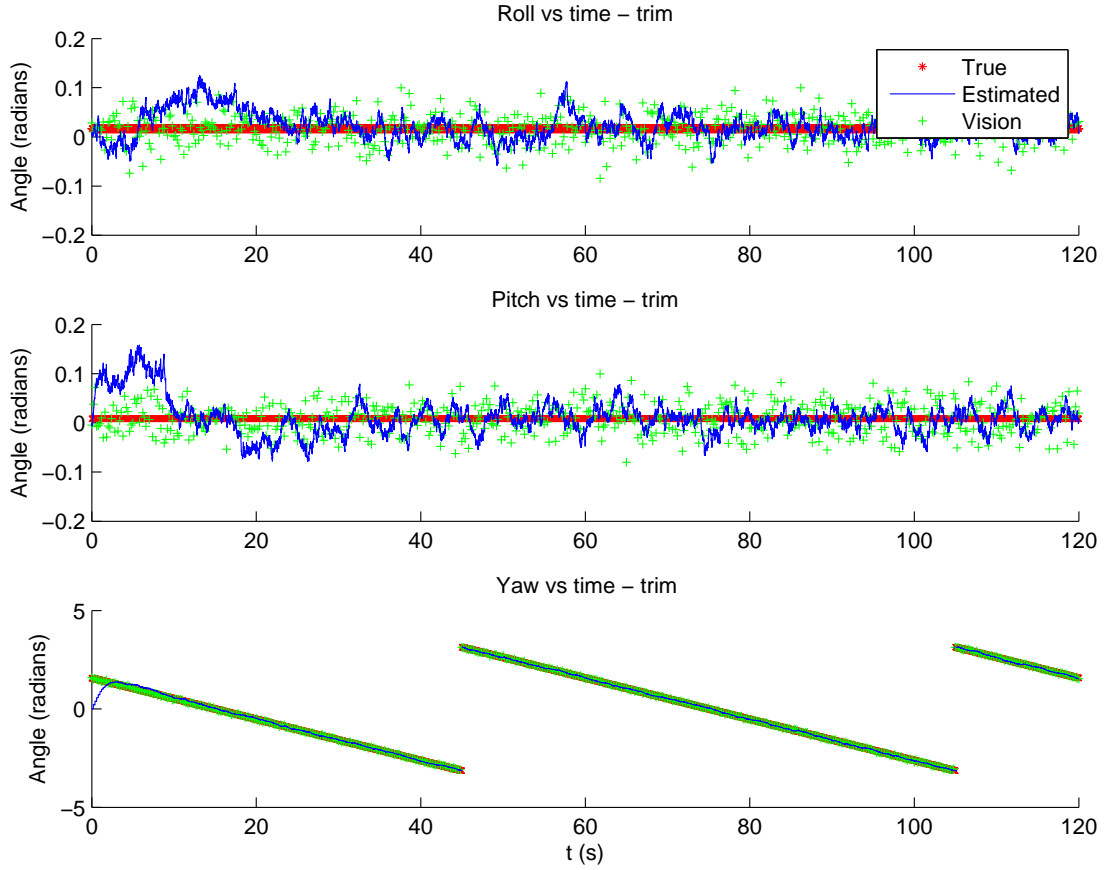 Roll vs time − trim
Angle (radians)
0.2
0.1
0
−0.1
−0.2
0 20 40 60 80 100 120
True
Estimated
Vision
Pitch vs time − trim
Angle (radians)
0.2
0.1
0
−0.1
−0.2
0 20 40 60 80 100 120
Yaw vs time − trim
Angle (radians)
5
0
−5
0 20 40 60 80 100 120
t (s)